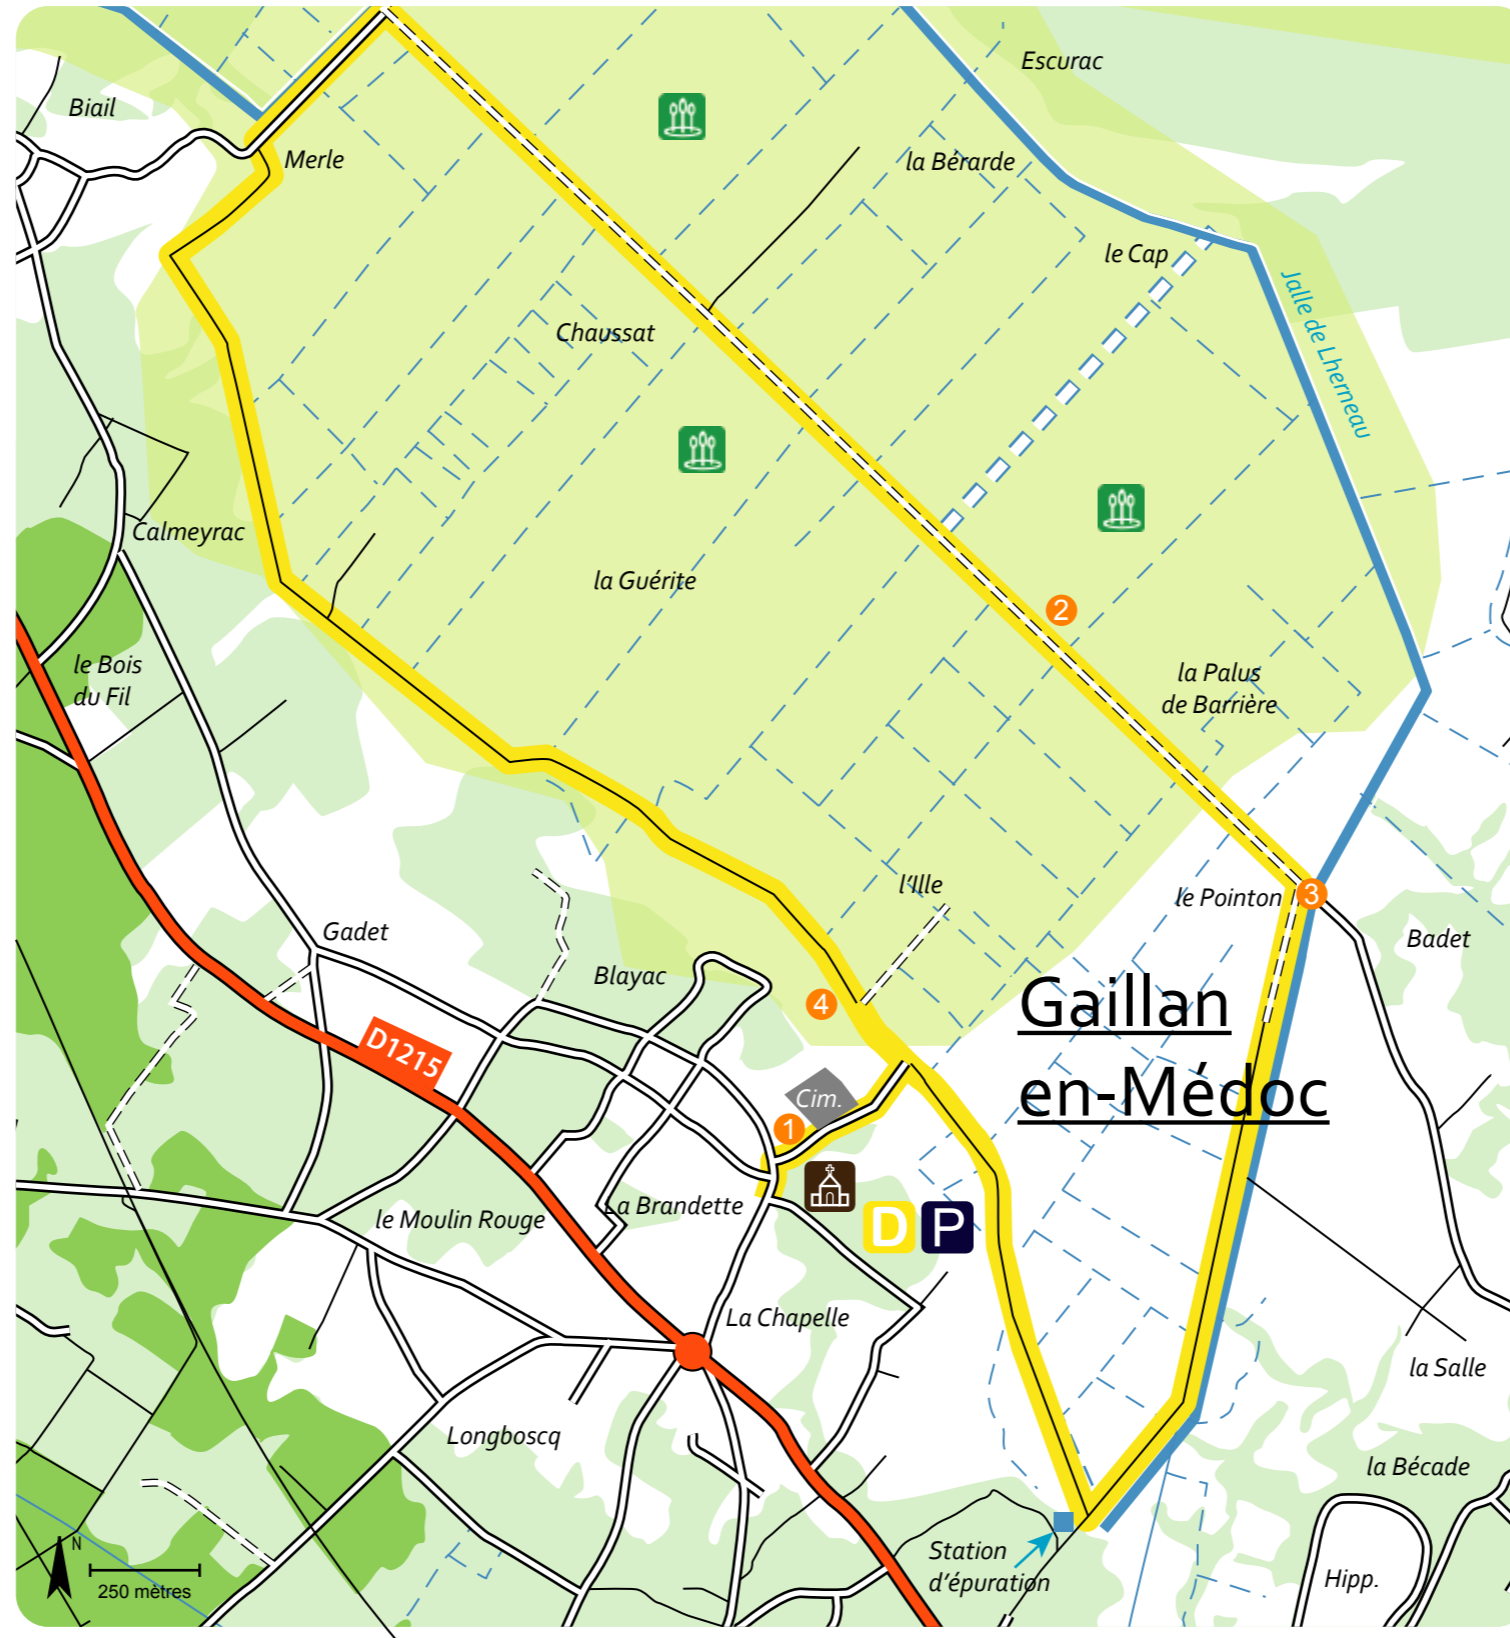 Escurac
Biail
Merle
la Bérarde
le Cap
Jalle de Lherneau
Chaussat
Calmeyrac
la Guérite
2
le Bois
du Fil
la Palus
de Barrière
l'Ille
le Pointon
3
Gadet
Badet
Blayac
4
Gaillan
en-Médoc
D1215
Cim.
1
La Brandette
le Moulin Rouge
D
P
La Chapelle
la Salle
Longboscq
la Bécade
Station
d'épuration
Hipp.
N
250 mètres